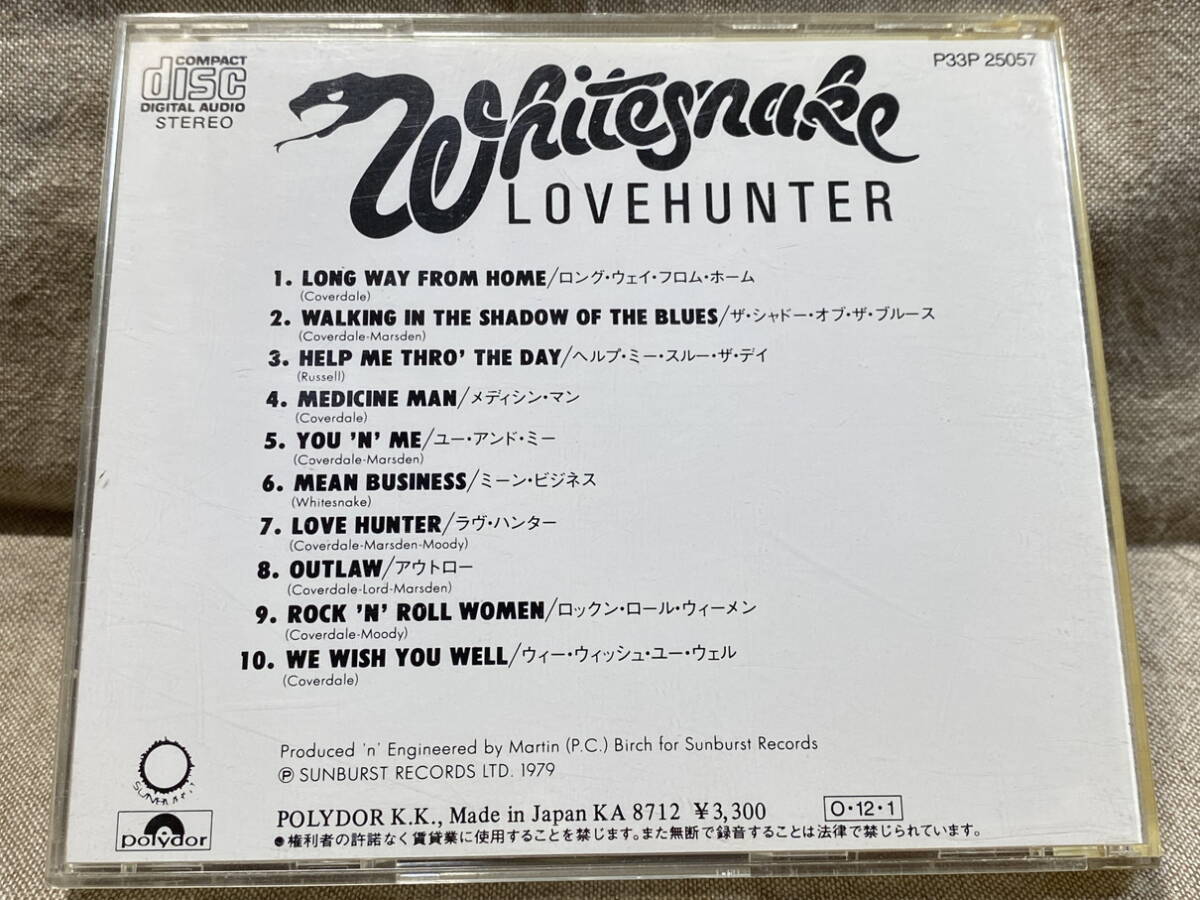 COMPACT
disc
DIGITAL AUDIO
STEREO
P33P 25057
Whitesnake
LOVEHUNTER
1. LONG WAY FROM HOME/ロング・ウェイ・フロム・ホーム
(Coverdale)
2. WALKING IN THE SHADOW OF THE BLUES/ザ・シャドー・オブ・ザ・ブルース
(Coverdale-Marsden)
3. HELP ME THRO' THE DAY/ヘルプ・ミー・スルー・ザ・デイ
(Russell)
4. MEDICINE MAN/メディシン・マン
(Coverdale)
5. YOU 'N' ME/ユー・アンド・ミー
(Coverdale-Marsden)
6. MEAN BUSINESS/ミーン・ビジネス
(Whitesnake)
7. LOVE HUNTER/ラヴ・ハンター
(Coverdale-Marsden-Moody)
8. OUTLAW/アウトロー
(Coverdale-Lord-Marsden)
9. ROCK 'N' ROLL WOMEN/ロックン・ロール・ウィーメン
(Coverdale-Moody)
10. WE WISH YOU WELL/ウィー・ウィッシュ・ユー・ウェル
(Coverdale)
Produced 'n' Engineered by Martin (P.C.) Birch for Sunburst Records
Ⓟ SUNBURST RECORDS LTD. 1979
SUNBURST
polydor
POLYDOR K.K., Made in Japan KA 8712 ¥3,300
O・12・1
●権利者の許諾なく賃貸業に使用することを禁じます。また無断で録音することは法律で禁じられています。